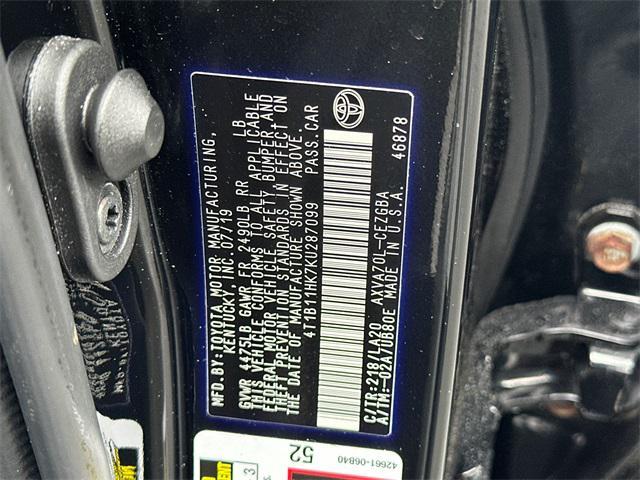 MFD. BY: TOYOTA MOTOR MANUFACTURING,
KENTUCKY, INC. 07/19
GVWR 4475LB GAWR FR 2490LB RR LB
THIS VEHICLE CONFORMS TO ALL APPLICABLE
FEDERAL MOTOR VEHICLE SAFETY, BUMPER, AND
THEFT PREVENTION STANDARDS IN EFFECT ON
THE DATE OF MANUFACTURE SHOWN ABOVE.
4T1B11HK7KU287099 PASS. CAR
C/TR: 218/LA20 AXVA70L-CEZGBA
A/TM: -02A/UB80E MADE IN U.S.A. 46878
42661-06B40
52